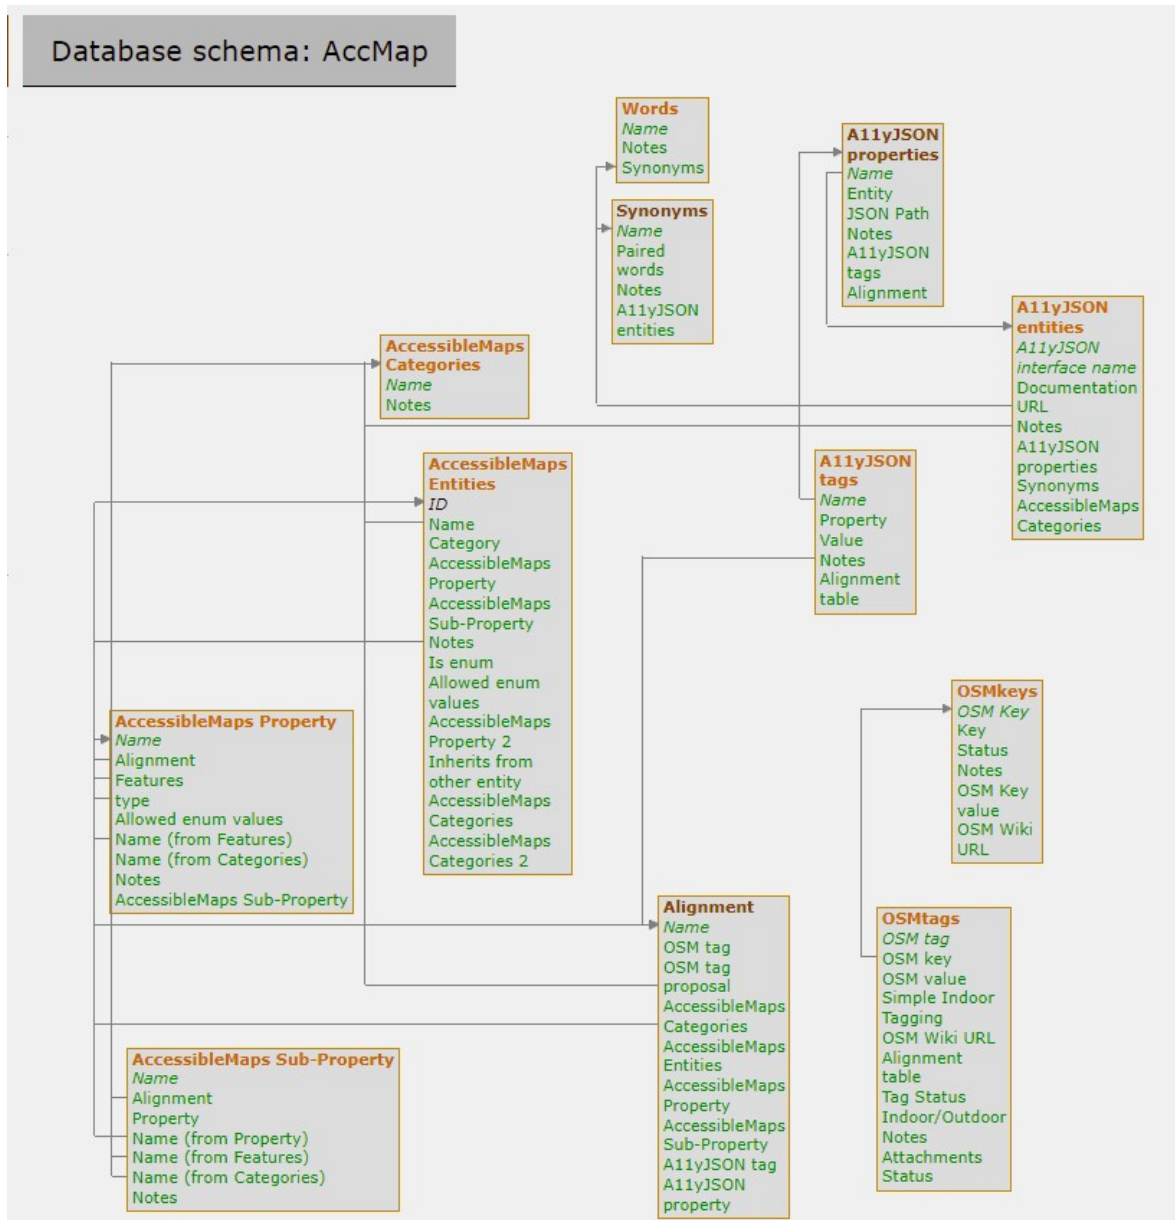 Database schema: AccMap
Words
Name
Notes
Synonyms
A11yJSON
properties
Name
Entity
JSON Path
Notes
A11yJSON
tags
Alignment
Synonyms
Name
Paired
words
Notes
A11yJSON
entities
A11yJSON
entities
A11yJSON
interface name
Documentation
URL
Notes
A11yJSON
properties
Synonyms
AccessibleMaps
Categories
AccessibleMaps
Categories
Name
Notes
AccessibleMaps
Entities
ID
Name
Category
AccessibleMaps
Property
AccessibleMaps
Sub-Property
Notes
Is enum
Allowed enum
values
AccessibleMaps
Property 2
Inherits from
other entity
AccessibleMaps
Categories
AccessibleMaps
Categories 2
A11yJSON
tags
Name
Property
Value
Notes
Alignment
table
OSMkeys
OSM Key
Key
Status
Notes
OSM Key
value
OSM Wiki
URL
AccessibleMaps Property
Name
Alignment
Features
type
Allowed enum values
Name (from Features)
Name (from Categories)
Notes
AccessibleMaps Sub-Property
Alignment
Name
OSM tag
OSM tag
proposal
AccessibleMaps
Categories
AccessibleMaps
Entities
AccessibleMaps
Property
AccessibleMaps
Sub-Property
A11yJSON tag
A11yJSON
property
OSMtags
OSM tag
OSM key
OSM value
Simple Indoor
Tagging
OSM Wiki URL
Alignment
table
Tag Status
Indoor/Outdoor
Notes
Attachments
Status
AccessibleMaps Sub-Property
Name
Alignment
Property
Name (from Property)
Name (from Features)
Name (from Categories)
Notes